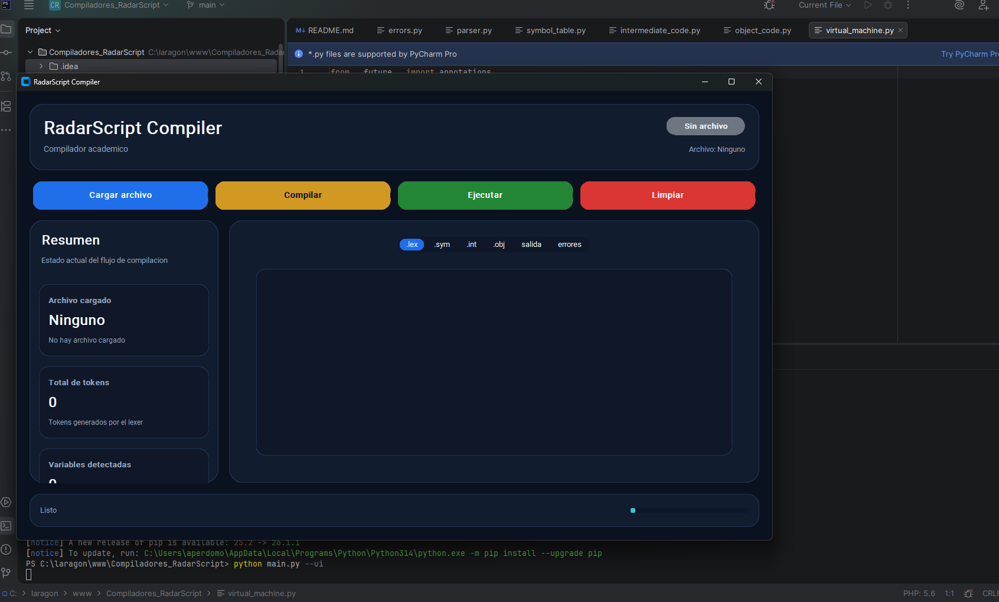 PS
CR Compiladores_RadarScript main Current File
Project
README.md errors.py parser.py symbol_table.py intermediate_code.py object_code.py virtual_machine.py
Compiladores_RadarScript C:\laragon\www\Compiladores_Rada
*.py files are supported by PyCharm Pro Try PyCharm Pro
.idea
1 from __future__ import annotations
RadarScript Compiler
RadarScript Compiler
Sin archivo
Compilador academico
Archivo: Ninguno
Cargar archivo Compilar Ejecutar Limpiar
Resumen
Estado actual del flujo de compilacion
.lex .sym .int .obj salida errores
Archivo cargado
Ninguno
No hay archivo cargado
Total de tokens
0
Tokens generados por el lexer
Variables detectadas
0
Listo
[notice] A new release of pip is available: 25.2 -> 26.1.1
[notice] To update, run: C:\Users\aperdomo\AppData\Local\Programs\Python\Python314\python.exe -m pip install --upgrade pip
PS C:\laragon\www\Compiladores_RadarScript> python main.py --ui
C: > laragon > www > Compiladores_RadarScript > virtual_machine.py PHP: 5.6 1:1 CRLF